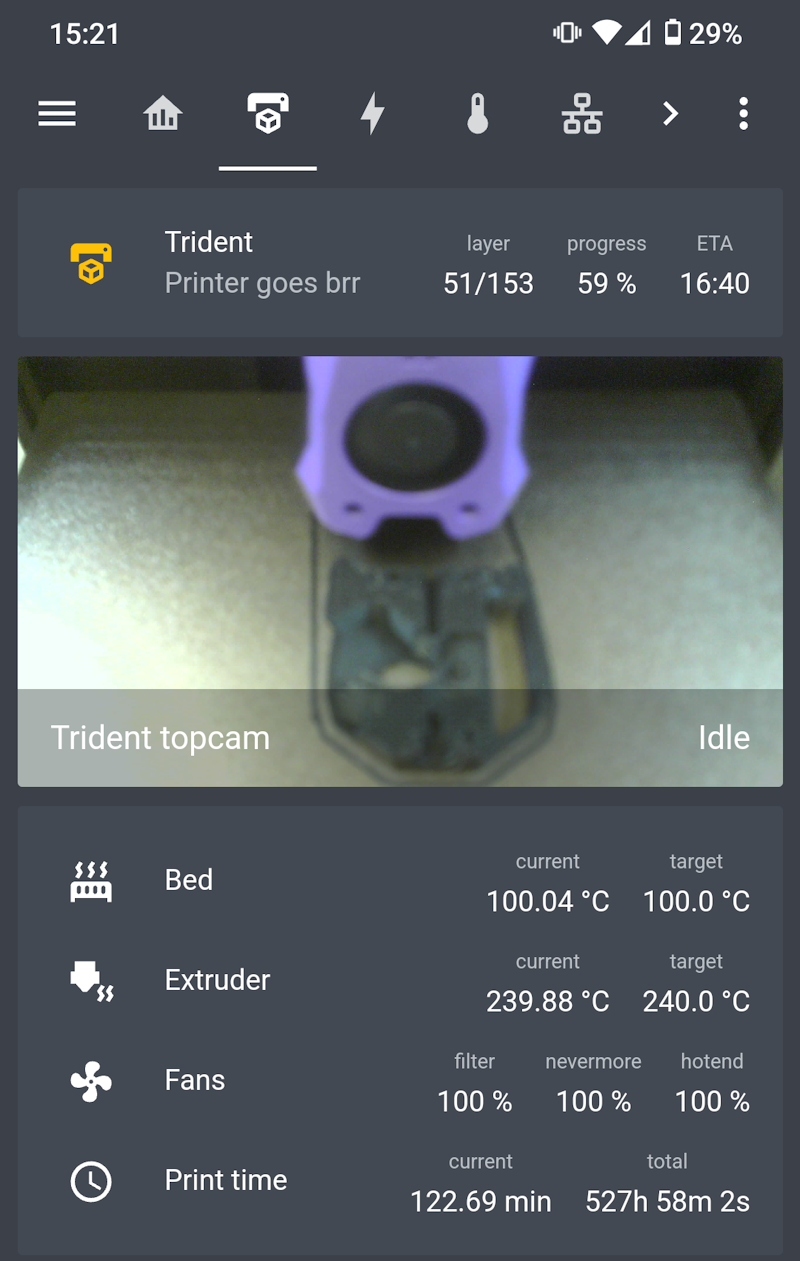 15:21 29%
Trident
Printer goes brr
layer progress ETA
51/153 59 % 16:40
Trident topcam Idle
Bed
current target
100.04 °C 100.0 °C
Extruder
current target
239.88 °C 240.0 °C
Fans
filter nevermore hotend
100 % 100 % 100 %
Print time
current total
122.69 min 527h 58m 2s